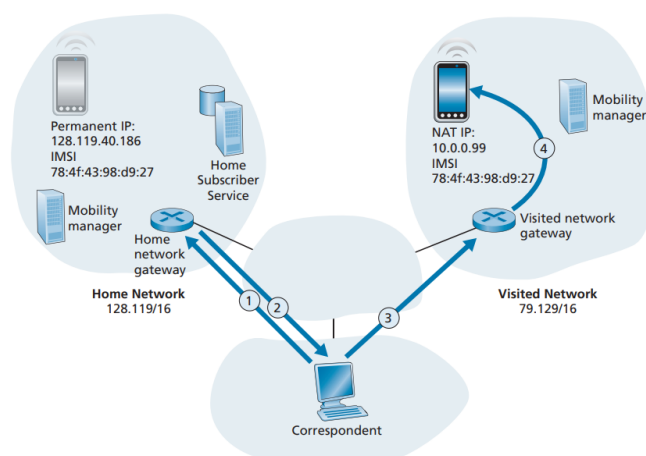 Permanent IP:
128.119.40.186
IMSI
78:4f:43:98:d9:27
Home
Subscriber
Service
Mobility
manager
Home
network
gateway
Home Network
128.119/16
NAT IP:
10.0.0.99
IMSI
78:4f:43:98:d9:27
Mobility
manager
4
Visited network
gateway
Visited Network
79.129/16
1
2
3
Correspondent